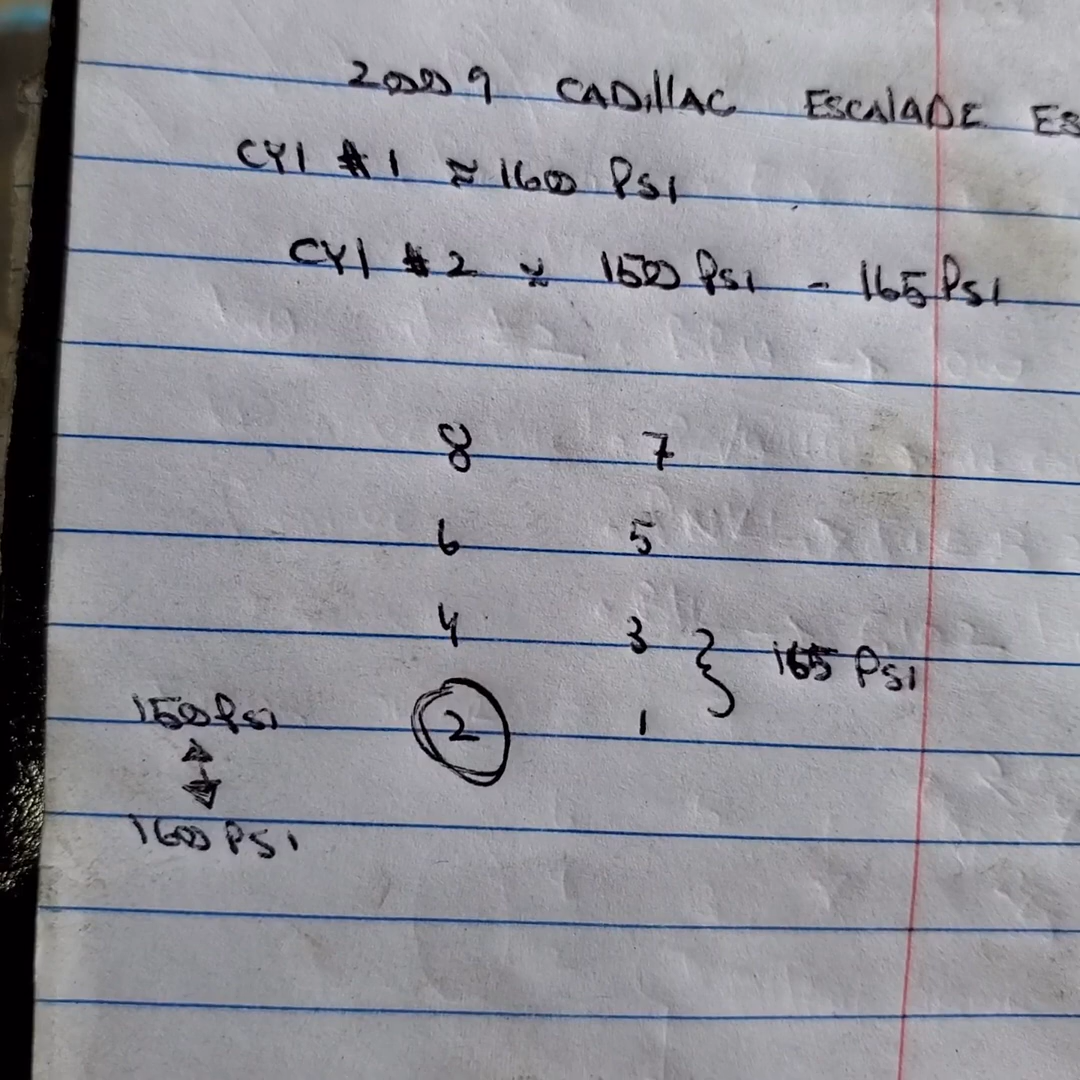 2009 CADillAC ESCAlADE ES
CYl #1 ≈ 160 PSI
CYl #2 ≈ 150 PSI - 165 PSI
8 7
6 5
4 3 } 165 PSI
150 PSI 2 1
160 PSI